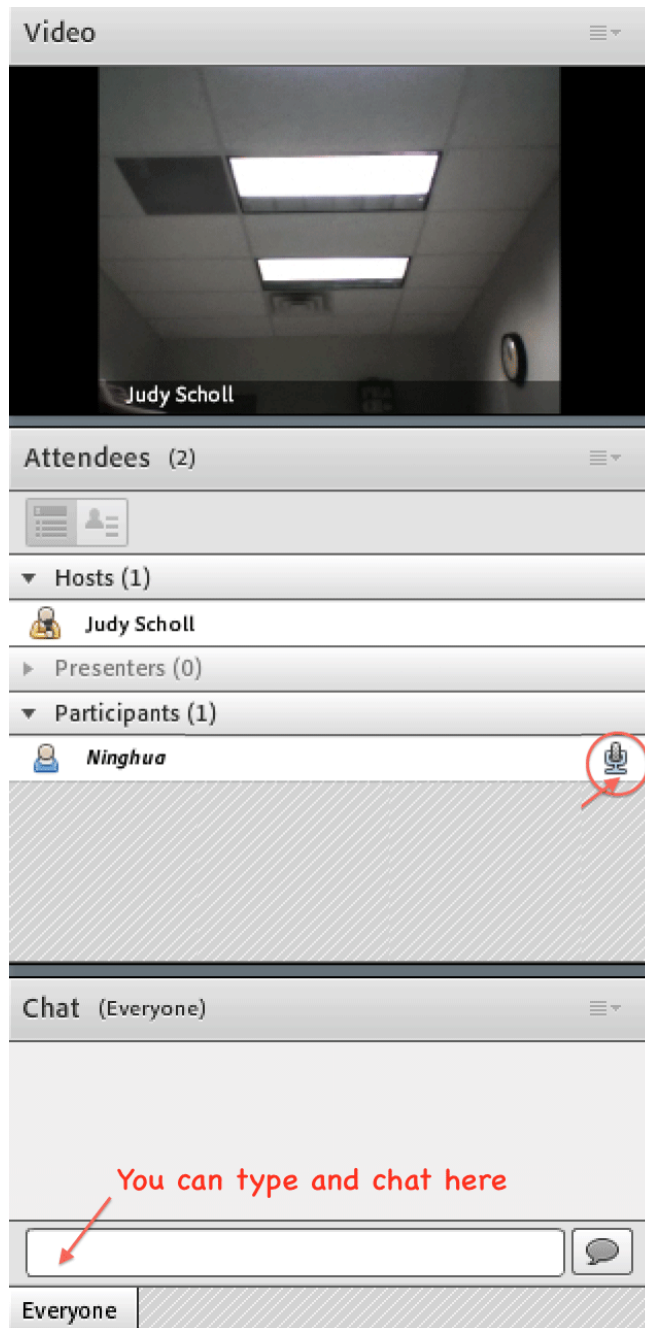 Video
Judy Scholl
Attendees (2)
Hosts (1)
Judy Scholl
Presenters (0)
Participants (1)
Ninghua
Chat (Everyone)
You can type and chat here
Everyone